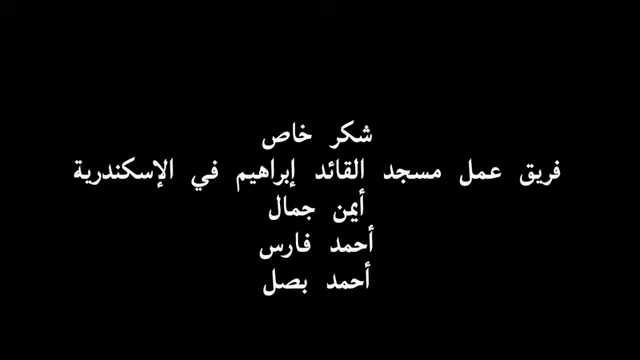 شكر خاص
فريق عمل مسجد القائد إبراهيم في الإسكندرية
أيمن جمال
أحمد فارس
أحمد بصل